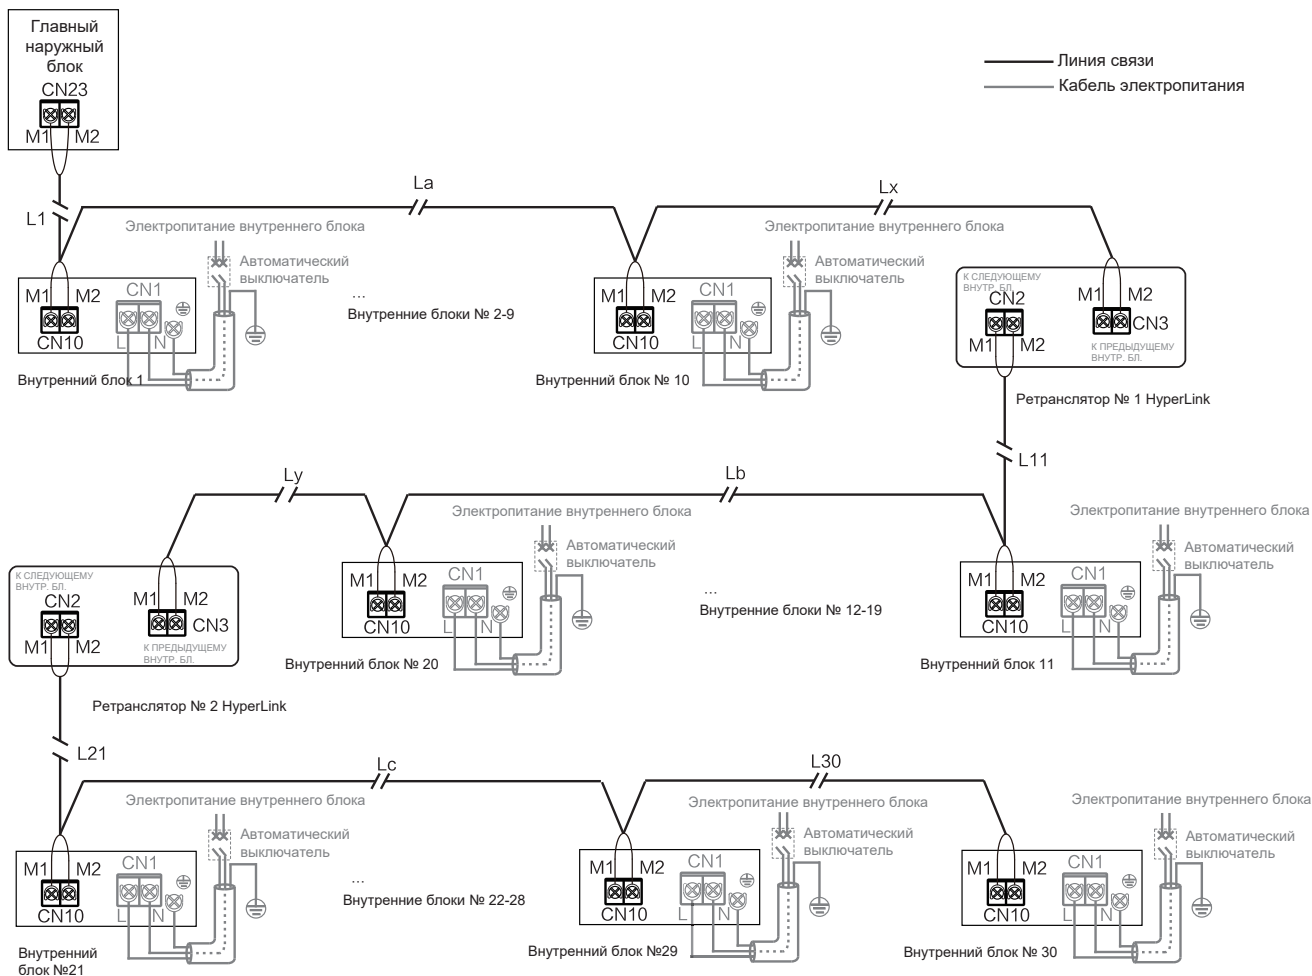 Главный
наружный
блок
CN23
M1 M2
Линия связи
Кабель электропитания
L1
La
Lx
Электропитание внутреннего блока
Автоматический
выключатель
M1 M2
CN1
CN10
L N
Внутренний блок 1
...
Внутренние блоки № 2-9
Электропитание внутреннего блока
Автоматический
выключатель
M1 M2
CN1
CN10
L N
Внутренний блок № 10
К СЛЕДУЮЩЕМУ
ВНУТР. БЛ.
CN2
M1 M2
M1 M2
CN3
К ПРЕДЫДУЩЕМУ
ВНУТР. БЛ.
Ретранслятор № 1 HyperLink
L11
Ly
Lb
К СЛЕДУЮЩЕМУ
ВНУТР. БЛ.
CN2
M1 M2
M1 M2
CN3
К ПРЕДЫДУЩЕМУ
ВНУТР. БЛ.
Ретранслятор № 2 HyperLink
Электропитание внутреннего блока
Автоматический
выключатель
M1 M2
CN1
CN10
L N
Внутренний блок № 20
...
Внутренние блоки № 12-19
Электропитание внутреннего блока
Автоматический
выключатель
M1 M2
CN1
CN10
L N
Внутренний блок 11
L21
Lc
L30
Электропитание внутреннего блока
Автоматический
выключатель
M1 M2
CN1
CN10
L N
Внутренний
блок №21
...
Внутренние блоки № 22-28
Электропитание внутреннего блока
Автоматический
выключатель
M1 M2
CN1
CN10
L N
Внутренний блок №29
Электропитание внутреннего блока
Автоматический
выключатель
M1 M2
CN1
CN10
L N
Внутренний блок № 30